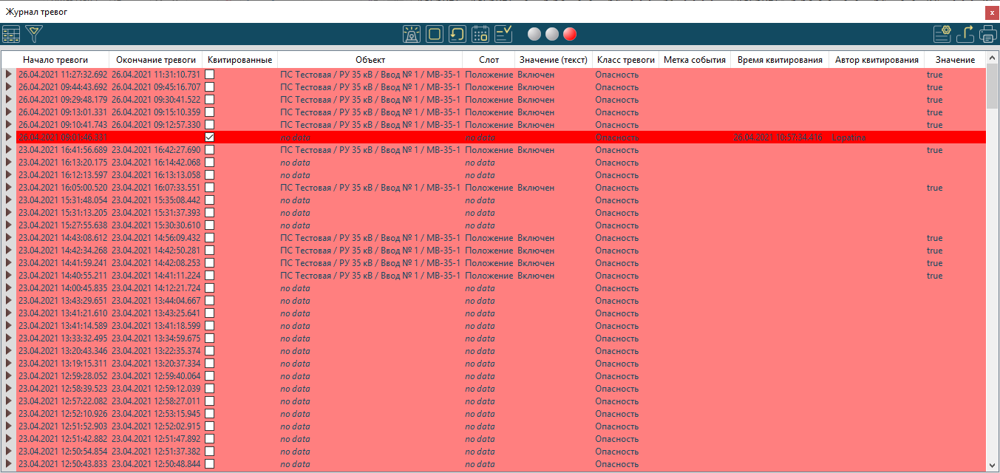 Журнал тревог
x
Начало тревоги Окончание тревоги Квитированные Объект Слот Значение (текст) Класс тревоги Метка события Время квитирования Автор квитирования Значение
26.04.2021 11:27:32.692 26.04.2021 11:31:10.731 ПС Тестовая / РУ 35 кВ / Ввод № 1 / МВ-35-1 Положение Включен Опасность true
26.04.2021 09:44:43.692 26.04.2021 09:45:16.707 ПС Тестовая / РУ 35 кВ / Ввод № 1 / МВ-35-1 Положение Включен Опасность true
26.04.2021 09:29:48.179 26.04.2021 09:30:41.522 ПС Тестовая / РУ 35 кВ / Ввод № 1 / МВ-35-1 Положение Включен Опасность true
26.04.2021 09:13:01.331 26.04.2021 09:15:10.359 ПС Тестовая / РУ 35 кВ / Ввод № 1 / МВ-35-1 Положение Включен Опасность true
26.04.2021 09:10:41.743 26.04.2021 09:12:57.330 ПС Тестовая / РУ 35 кВ / Ввод № 1 / МВ-35-1 Положение Включен Опасность true
26.04.2021 09:01:46.331 no data no data Опасность 26.04.2021 10:57:34.416 Lopatina
23.04.2021 16:41:56.689 23.04.2021 16:42:27.690 ПС Тестовая / РУ 35 кВ / Ввод № 1 / МВ-35-1 Положение Включен Опасность true
23.04.2021 16:13:20.175 23.04.2021 16:14:42.068 no data no data Опасность
23.04.2021 16:12:13.597 23.04.2021 16:13:13.058 no data no data Опасность
23.04.2021 16:05:00.520 23.04.2021 16:07:33.551 ПС Тестовая / РУ 35 кВ / Ввод № 1 / МВ-35-1 Положение Включен Опасность true
23.04.2021 15:31:48.054 23.04.2021 15:35:08.442 no data no data Опасность
23.04.2021 15:31:13.205 23.04.2021 15:31:37.393 no data no data Опасность
23.04.2021 15:27:55.638 23.04.2021 15:30:30.610 no data no data Опасность
23.04.2021 14:43:08.612 23.04.2021 14:56:09.432 ПС Тестовая / РУ 35 кВ / Ввод № 1 / МВ-35-1 Положение Включен Опасность true
23.04.2021 14:42:34.268 23.04.2021 14:42:50.281 ПС Тестовая / РУ 35 кВ / Ввод № 1 / МВ-35-1 Положение Включен Опасность true
23.04.2021 14:41:59.241 23.04.2021 14:42:08.253 ПС Тестовая / РУ 35 кВ / Ввод № 1 / МВ-35-1 Положение Включен Опасность true
23.04.2021 14:40:55.211 23.04.2021 14:41:11.224 ПС Тестовая / РУ 35 кВ / Ввод № 1 / МВ-35-1 Положение Включен Опасность true
23.04.2021 14:00:45.835 23.04.2021 14:12:21.724 no data no data Опасность
23.04.2021 13:43:29.651 23.04.2021 13:44:04.667 no data no data Опасность
23.04.2021 13:41:21.610 23.04.2021 13:43:25.641 no data no data Опасность
23.04.2021 13:41:14.589 23.04.2021 13:41:18.599 no data no data Опасность
23.04.2021 13:33:32.495 23.04.2021 13:34:59.675 no data no data Опасность
23.04.2021 13:20:43.346 23.04.2021 13:22:35.374 no data no data Опасность
23.04.2021 13:19:15.311 23.04.2021 13:20:37.334 no data no data Опасность
23.04.2021 12:59:28.052 23.04.2021 12:59:40.064 no data no data Опасность
23.04.2021 12:58:39.523 23.04.2021 12:59:12.039 no data no data Опасность
23.04.2021 12:57:22.082 23.04.2021 12:58:27.011 no data no data Опасность
23.04.2021 12:52:10.926 23.04.2021 12:53:15.945 no data no data Опасность
23.04.2021 12:51:52.903 23.04.2021 12:52:02.915 no data no data Опасность
23.04.2021 12:51:42.882 23.04.2021 12:51:47.892 no data no data Опасность
23.04.2021 12:50:54.854 23.04.2021 12:51:37.382 no data no data Опасность
23.04.2021 12:50:43.833 23.04.2021 12:50:48.844 no data no data Опасность